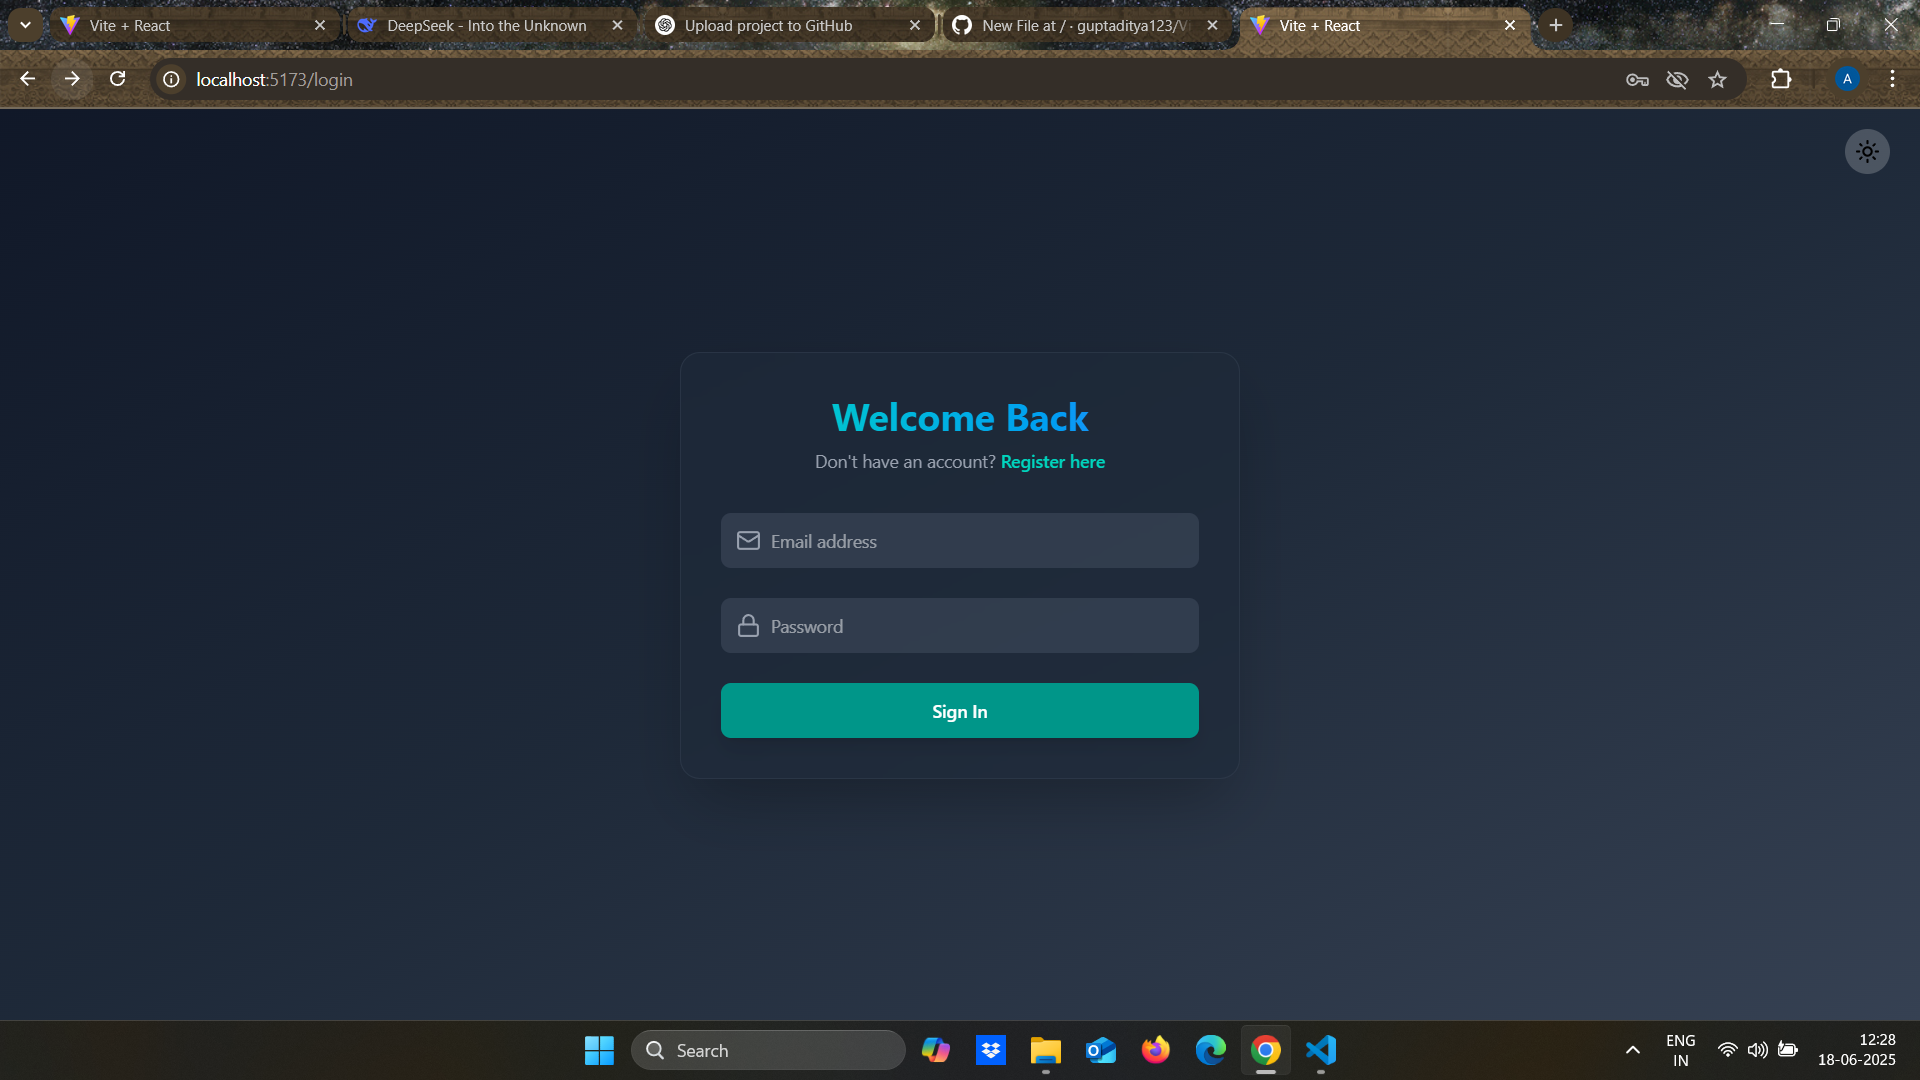 Vite + React
DeepSeek - Into the Unknown
Upload project to GitHub
New File at / · guptaditya123/V
Vite + React
localhost:5173/login
A
Welcome Back
Don't have an account? Register here
Email address
Password
Sign In
Search
ENG
IN
12:28
18-06-2025